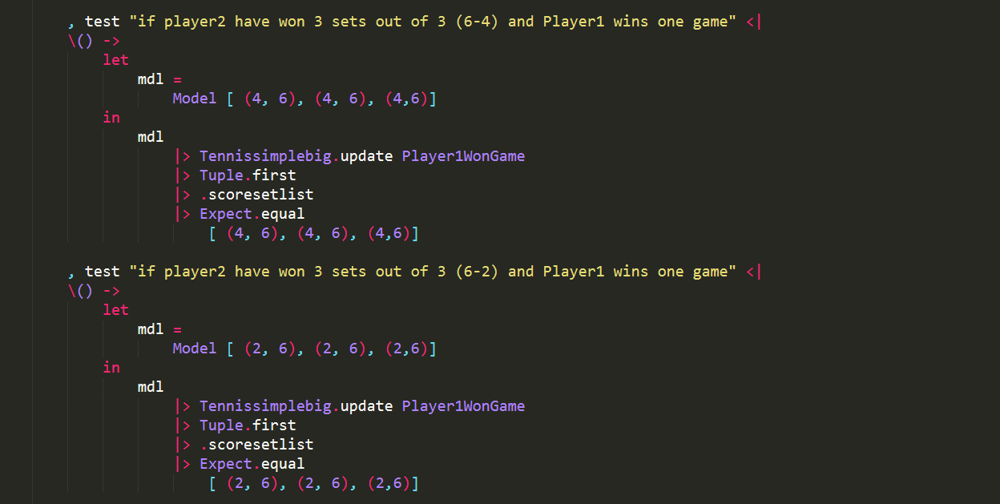 , test "if player2 have won 3 sets out of 3 (6-4) and Player1 wins one game" <|
\() ->
let
mdl =
Model [ (4, 6), (4, 6), (4,6)]
in
mdl
|> Tennissimplebig.update Player1WonGame
|> Tuple.first
|> .scoresetlist
|> Expect.equal
[ (4, 6), (4, 6), (4,6)]
, test "if player2 have won 3 sets out of 3 (6-2) and Player1 wins one game" <|
\() ->
let
mdl =
Model [ (2, 6), (2, 6), (2,6)]
in
mdl
|> Tennissimplebig.update Player1WonGame
|> Tuple.first
|> .scoresetlist
|> Expect.equal
[ (2, 6), (2, 6), (2,6)]